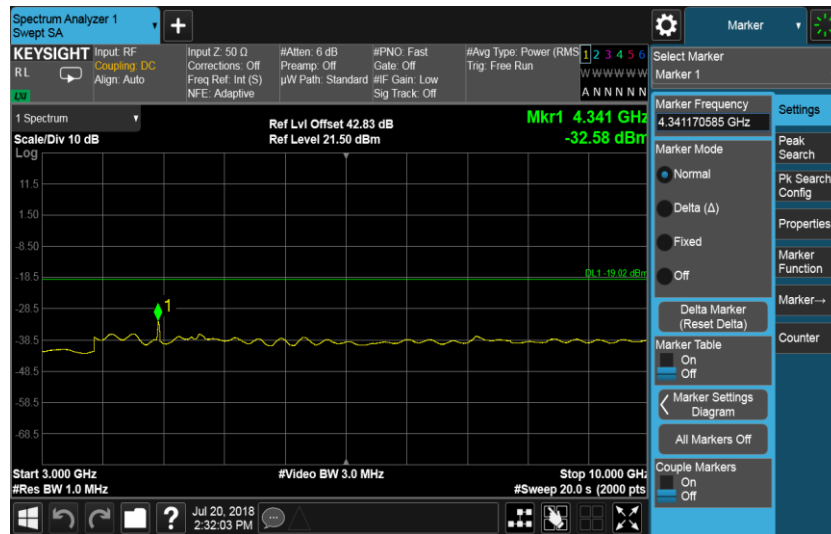 Spectrum Analyzer 1
Swept SA
Marker
KEYSIGHT
RL
LXI
Input: RF
Coupling: DC
Align: Auto
Input Z: 50 Ω
Corrections: Off
Freq Ref: Int (S)
NFE: Adaptive
#Atten: 6 dB
Preamp: Off
µW Path: Standard
#PNO: Fast
Gate: Off
#IF Gain: Low
Sig Track: Off
#Avg Type: Power (RMS
Trig: Free Run
1 2 3 4 5 6
W W W W W W
A N N N N N
1 Spectrum
Scale/Div 10 dB
Log
Ref Lvl Offset 42.83 dB
Ref Level 21.50 dBm
Mkr1 4.341 GHz
-32.58 dBm
11.5
1.50
-8.50
-18.5
-28.5
-38.5
-48.5
-58.5
-68.5
DL1 -19.02 dBm
1
Start 3.000 GHz
#Res BW 1.0 MHz
#Video BW 3.0 MHz
Stop 10.000 GHz
#Sweep 20.0 s (2000 pts
?
Jul 20, 2018
2:32:03 PM
Select Marker
Marker 1
Marker Frequency
4.341170585 GHz
Marker Mode
Normal
Delta (Δ)
Fixed
Off
Delta Marker
(Reset Delta)
Marker Table
On
Off
Marker Settings
Diagram
All Markers Off
Couple Markers
On
Off
Settings
Peak
Search
Pk Search
Config
Properties
Marker
Function
Marker→
Counter